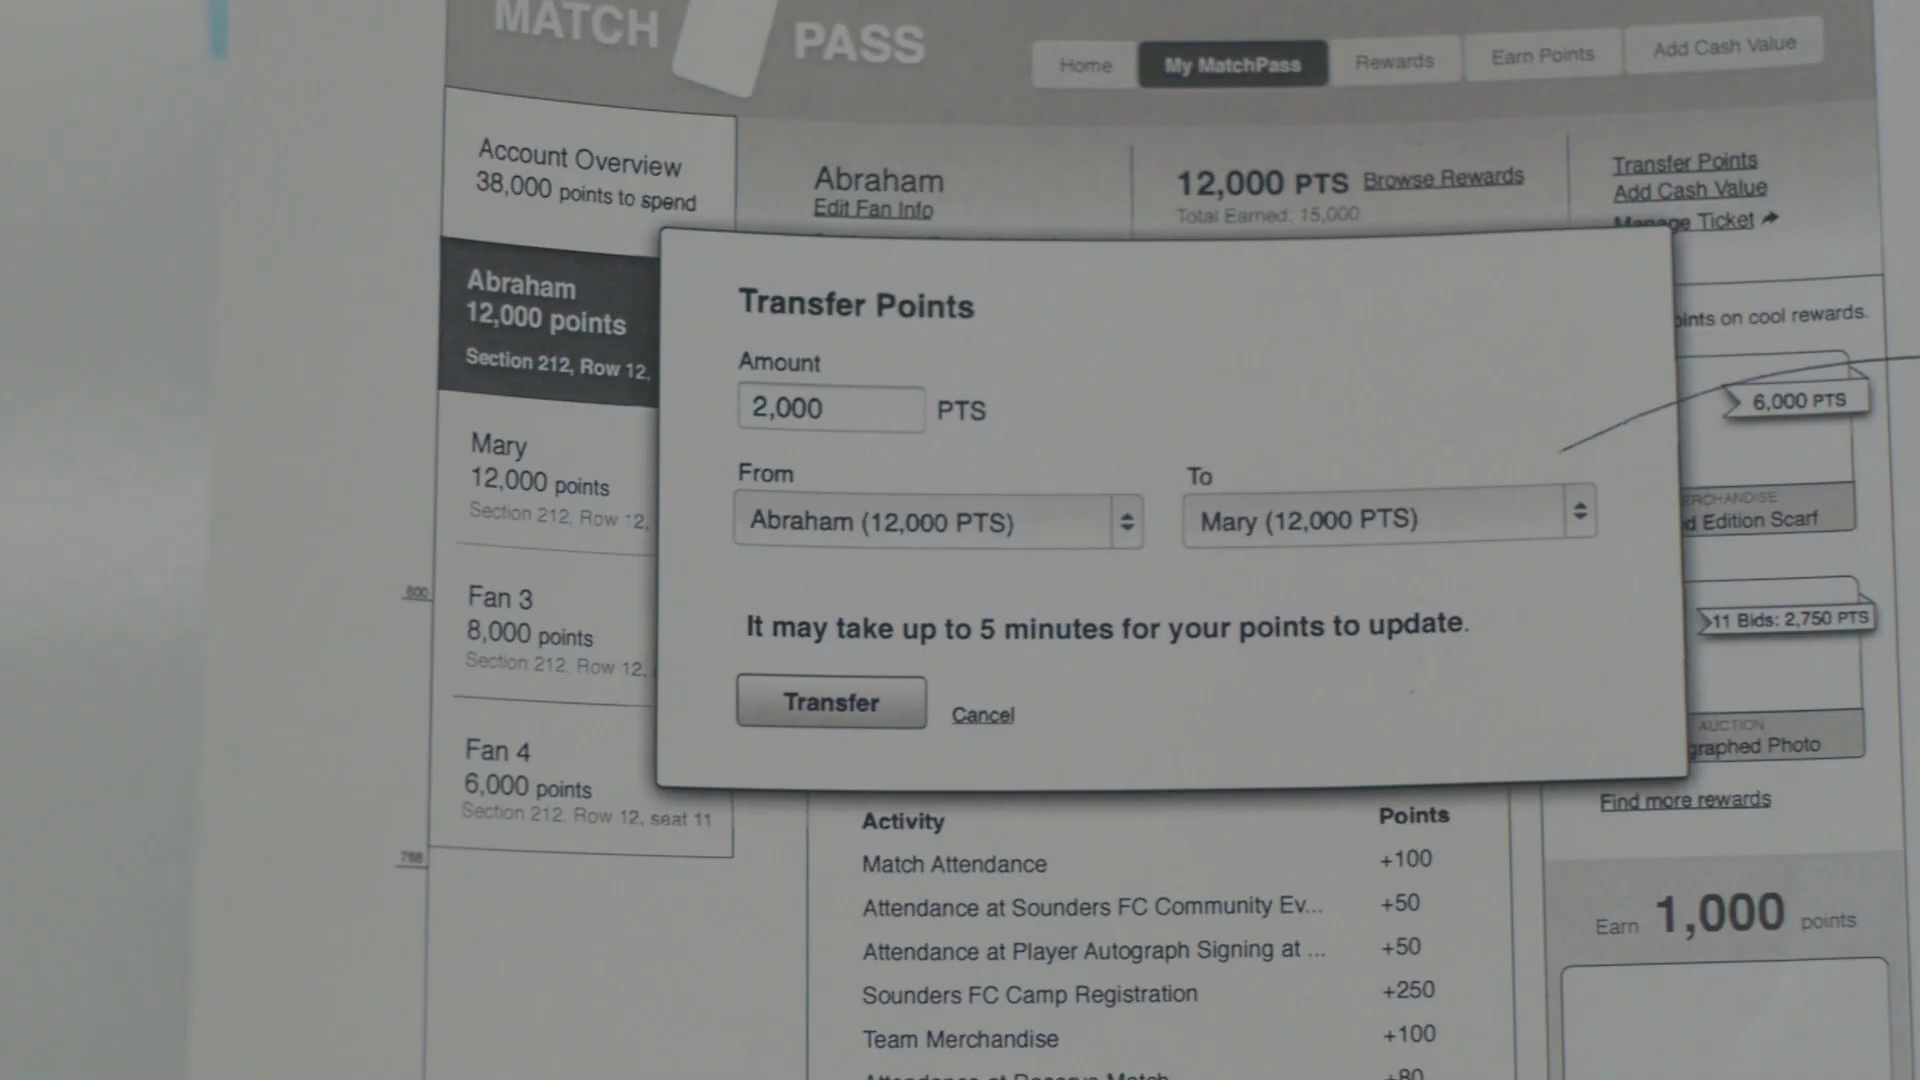 MATCH PASS
Home
My MatchPass
Rewards
Earn Points
Add Cash Value
Account Overview
38,000 points to spend
Abraham
12,000 points
Section 212, Row 12,
Mary
12,000 points
Section 212, Row 12,
Fan 3
8,000 points
Section 212, Row 12,
Fan 4
6,000 points
Section 212, Row 12, seat 11
600
768
Abraham
Edit Fan Info
12,000 PTS Browse Rewards
Total Earned: 15,000
Transfer Points
Add Cash Value
Manage Ticket
Transfer Points
Amount
2,000 PTS
From
Abraham (12,000 PTS)
To
Mary (12,000 PTS)
It may take up to 5 minutes for your points to update.
Transfer
Cancel
on cool rewards.
6,000 PTS
Edition Scarf
11 Bids: 2,750 PTS
AUCTION
Photo
Find more rewards
Earn 1,000 points
Activity Points
Match Attendance +100
Attendance at Sounders FC Community Ev... +50
Attendance at Player Autograph Signing at ... +50
Sounders FC Camp Registration +250
Team Merchandise +100
Attendance at Reserve Match +80